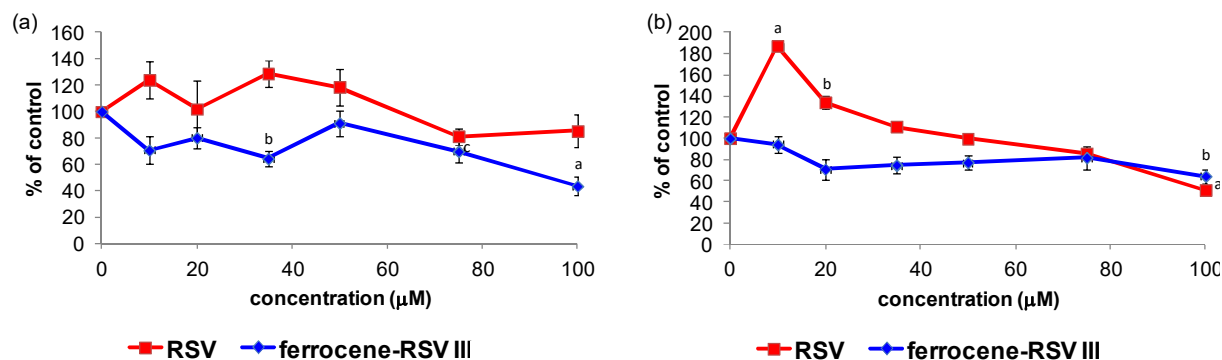 (a)
% of control
160
140
120
100
80
60
40
20
0
b
c
a
0 20 40 60 80 100
concentration (μM)
RSV ferrocene-RSV III
(b)
% of control
200
180
160
140
120
100
80
60
40
20
0
a
b
b
a
0 20 40 60 80 100
concentration (μM)
RSV ferrocene-RSV III